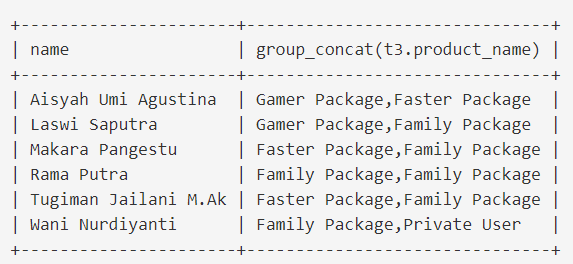 +----------------------+------------------------------+
| name                 | group_concat(t3.product_name) |
+----------------------+------------------------------+
| Aisyah Umi Agustina  | Gamer Package,Faster Package  |
| Laswi Saputra        | Gamer Package,Family Package  |
| Makara Pangestu      | Faster Package,Family Package |
| Rama Putra           | Family Package,Family Package |
| Tugiman Jailani M.Ak | Faster Package,Family Package |
| Wani Nurdiyanti      | Family Package,Private User   |
+----------------------+------------------------------+